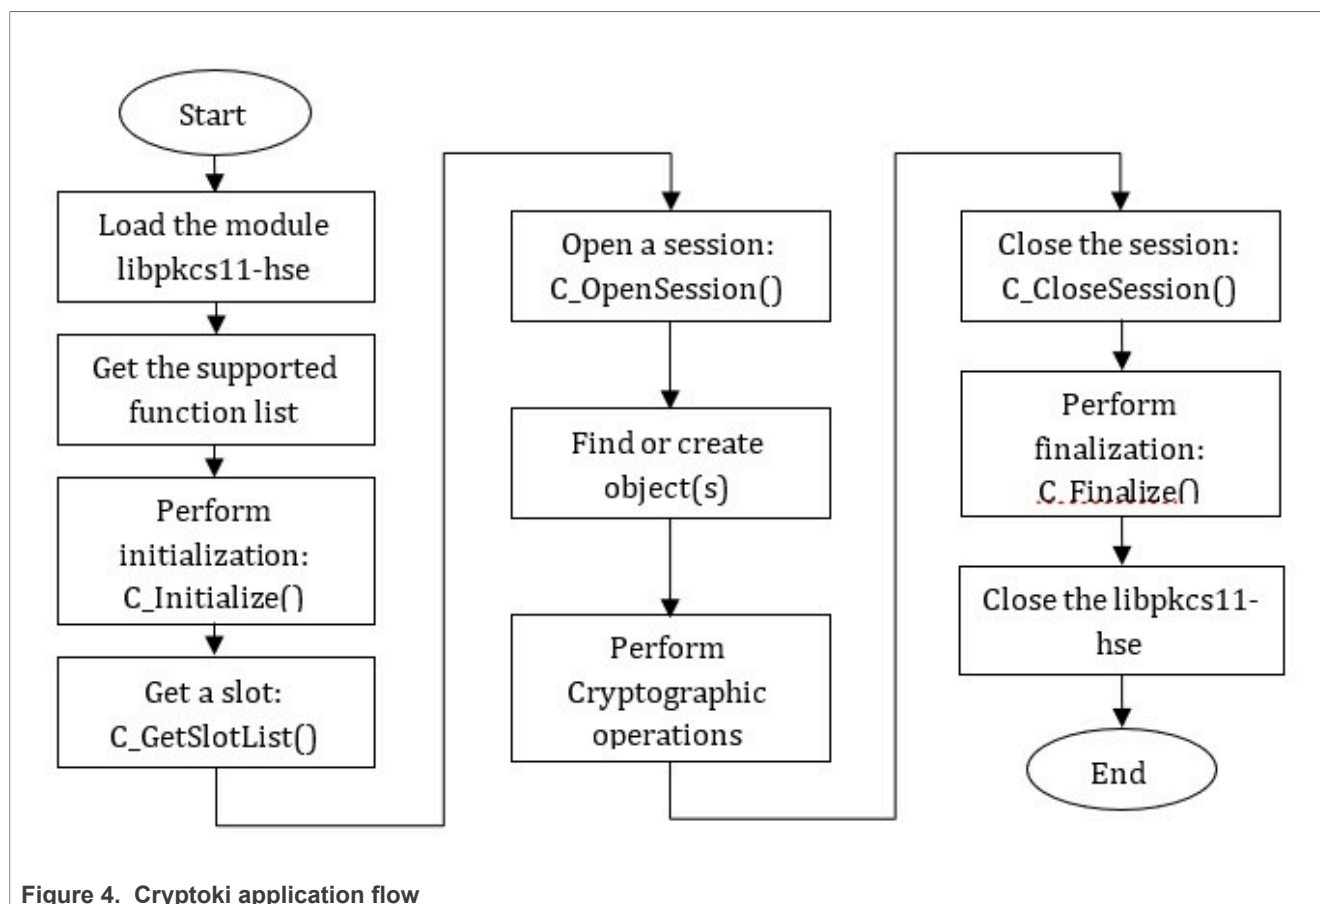 Start
Load the module
libpkcs11-hse
Get the supported
function list
Perform
initialization:
C_Initialize()
Get a slot:
C_GetSlotList()
Open a session:
C_OpenSession()
Find or create
object(s)
Perform
Cryptographic
operations
Close the session:
C_CloseSession()
Perform
finalization:
C_Finalize()
Close the libpkcs11-
hse
End
Figure 4. Cryptoki application flow